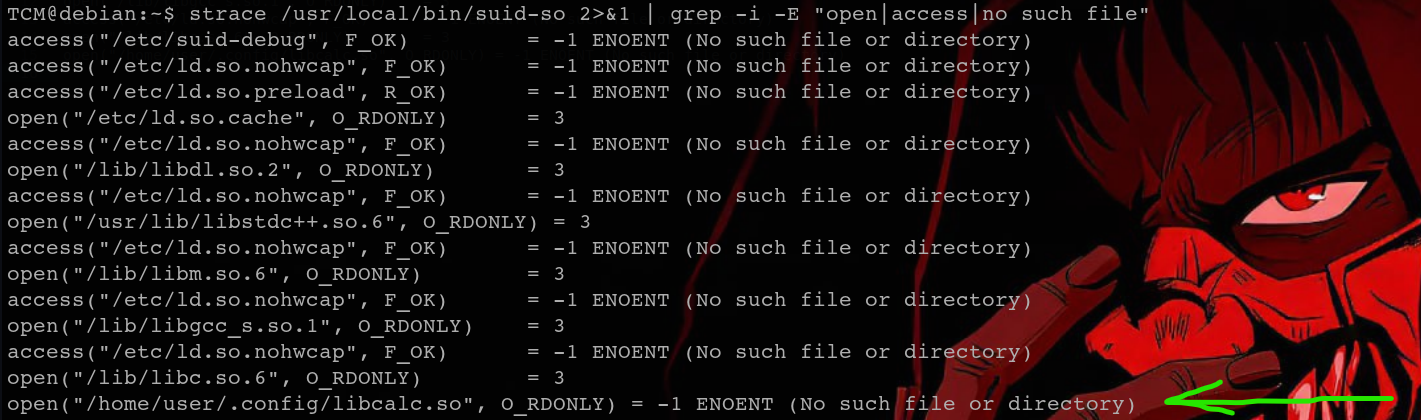 TCM@debian:~$ strace /usr/local/bin/suid-so 2>&1 | grep -i -E "open|access|no such file"
access("/etc/suid-debug", F_OK)         = -1 ENOENT (No such file or directory)
access("/etc/ld.so.nohwcap", F_OK)      = -1 ENOENT (No such file or directory)
access("/etc/ld.so.preload", R_OK)      = -1 ENOENT (No such file or directory)
open("/etc/ld.so.cache", O_RDONLY)      = 3
access("/etc/ld.so.nohwcap", F_OK)      = -1 ENOENT (No such file or directory)
open("/lib/libdl.so.2", O_RDONLY)       = 3
access("/etc/ld.so.nohwcap", F_OK)      = -1 ENOENT (No such file or directory)
open("/usr/lib/libstdc++.so.6", O_RDONLY) = 3
access("/etc/ld.so.nohwcap", F_OK)      = -1 ENOENT (No such file or directory)
open("/lib/libm.so.6", O_RDONLY)        = 3
access("/etc/ld.so.nohwcap", F_OK)      = -1 ENOENT (No such file or directory)
open("/lib/libgcc_s.so.1", O_RDONLY)    = 3
access("/etc/ld.so.nohwcap", F_OK)      = -1 ENOENT (No such file or directory)
open("/lib/libc.so.6", O_RDONLY)        = 3
open("/home/user/.config/libcalc.so", O_RDONLY) = -1 ENOENT (No such file or directory)